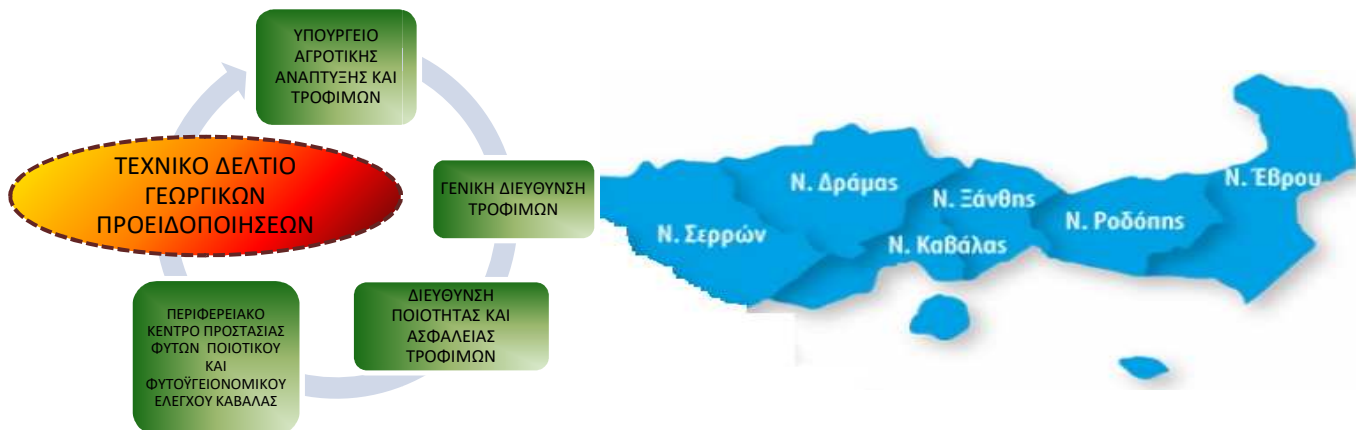 ΥΠΟΥΡΓΕΙΟ
ΑΓΡΟΤΙΚΗΣ
ΑΝΑΠΤΥΞΗΣ ΚΑΙ
ΤΡΟΦΙΜΩΝ
ΓΕΝΙΚΗ ΔΙΕΥΘΥΝΣΗ
ΤΡΟΦΙΜΩΝ
ΔΙΕΥΘΥΝΣΗ
ΠΟΙΟΤΗΤΑΣ ΚΑΙ
ΑΣΦΑΛΕΙΑΣ
ΤΡΟΦΙΜΩΝ
ΠΕΡΙΦΕΡΕΙΑΚΟ
ΚΕΝΤΡΟ ΠΡΟΣΤΑΣΙΑΣ
ΦΥΤΩΝ ΠΟΙΟΤΙΚΟΥ
ΚΑΙ
ΦΥΤΟΫΓΕΙΟΝΟΜΙΚΟΥ
ΕΛΕΓΧΟΥ ΚΑΒΑΛΑΣ
ΤΕΧΝΙΚΟ ΔΕΛΤΙΟ
ΓΕΩΡΓΙΚΩΝ
ΠΡΟΕΙΔΟΠΟΙΗΣΕΩΝ
Ν. Σερρών
Ν. Δράμας
Ν. Καβάλας
Ν. Ξάνθης
Ν. Ροδόπης
Ν. Έβρου